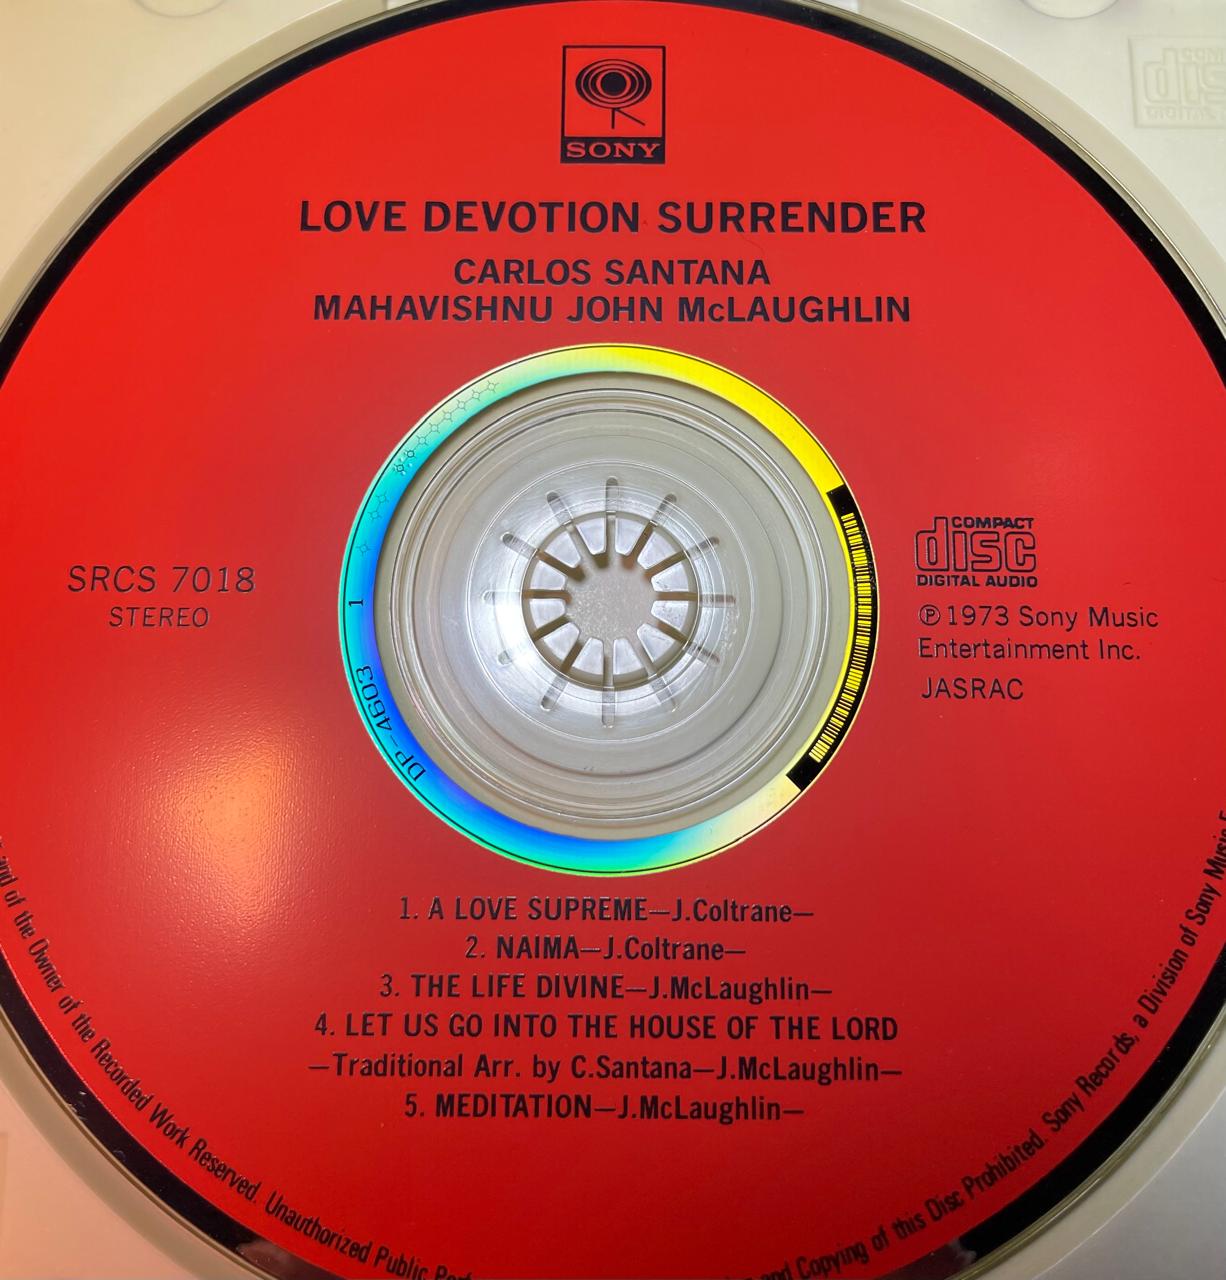 SONY
LOVE DEVOTION SURRENDER
CARLOS SANTANA
MAHAVISHNU JOHN McLAUGHLIN
SRCS 7018
STEREO
COMPACT
disc
DIGITAL AUDIO
Ⓟ 1973 Sony Music
Entertainment Inc.
JASRAC
DP-4603 1
1. A LOVE SUPREME—J.Coltrane—
2. NAIMA—J.Coltrane—
3. THE LIFE DIVINE—J.McLaughlin—
4. LET US GO INTO THE HOUSE OF THE LORD
—Traditional Arr. by C.Santana—J.McLaughlin—
5. MEDITATION—J.McLaughlin—
and of the Owner of the Recorded Work Reserved. Unauthorized Public
and Copying of this Disc Prohibited. Sony Records, a Division of Sony Music